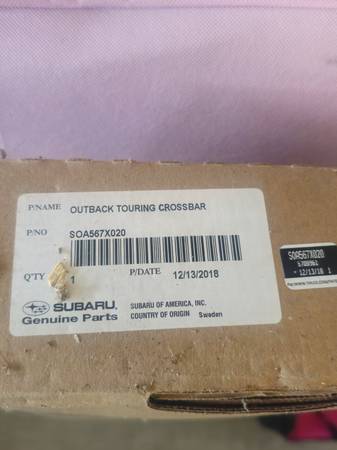 P/NAME OUTBACK TOURING CROSSBAR
P/NO SOA567X020
QTY 1 P/DATE 12/13/2018
SUBARU SUBARU OF AMERICA, INC.
Genuine Parts COUNTRY OF ORIGIN Sweden
SOA567X020
12/13/18 1